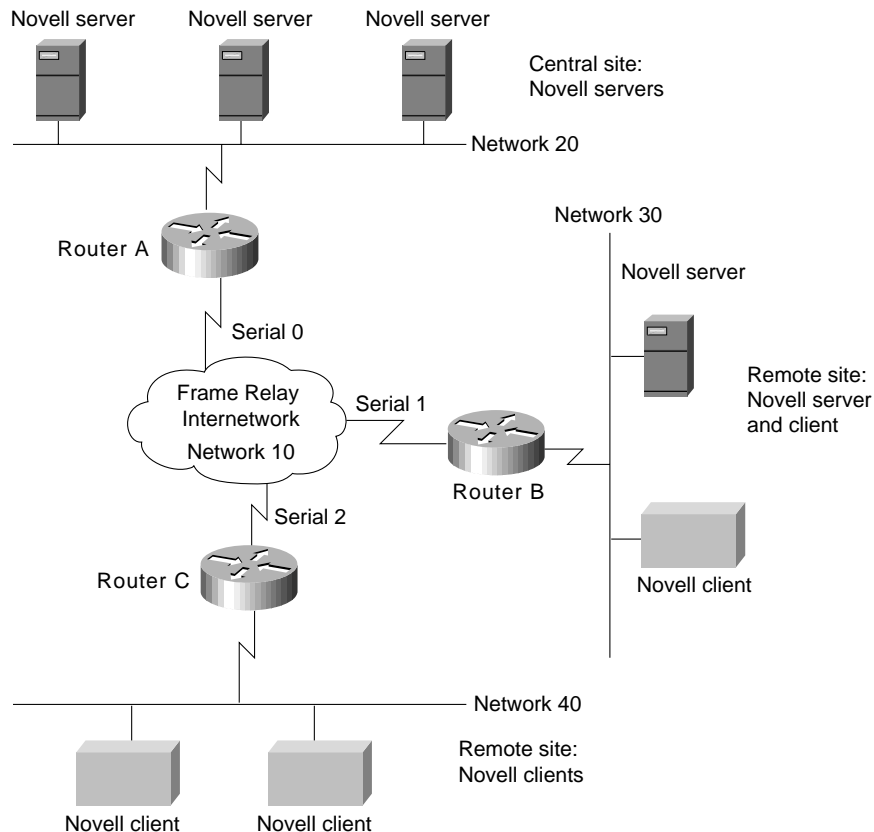 Novell server
Novell server
Novell server
Central site:
Novell servers
Network 20
Network 30
Router A
Novell server
Serial 0
Frame Relay
Internetwork
Network 10
Serial 1
Remote site:
Novell server
and client
Router B
Serial 2
Router C
Novell client
Network 40
Remote site:
Novell clients
Novell client
Novell client